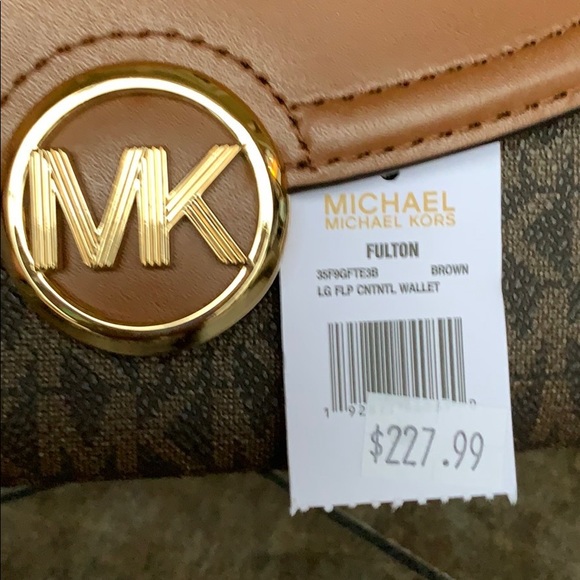 MK
MICHAEL
MICHAEL KORS
FULTON
35F9GFTE3B BROWN
LG FLP CNTNTL WALLET
$227.99